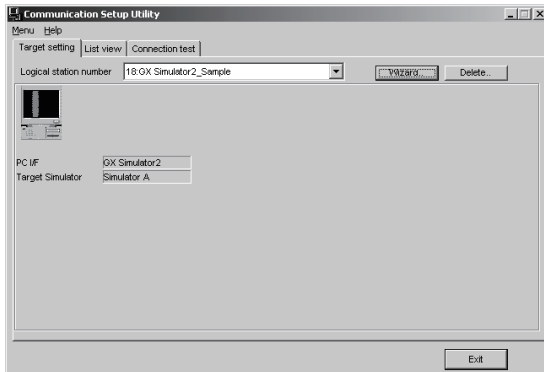 Communication Setup Utility
Menu Help
Target setting List view Connection test
Logical station number 18:GX Simulator2_Sample Wizard.. Delete..
PC I/F GX Simulator2
Target Simulator Simulator A
Exit